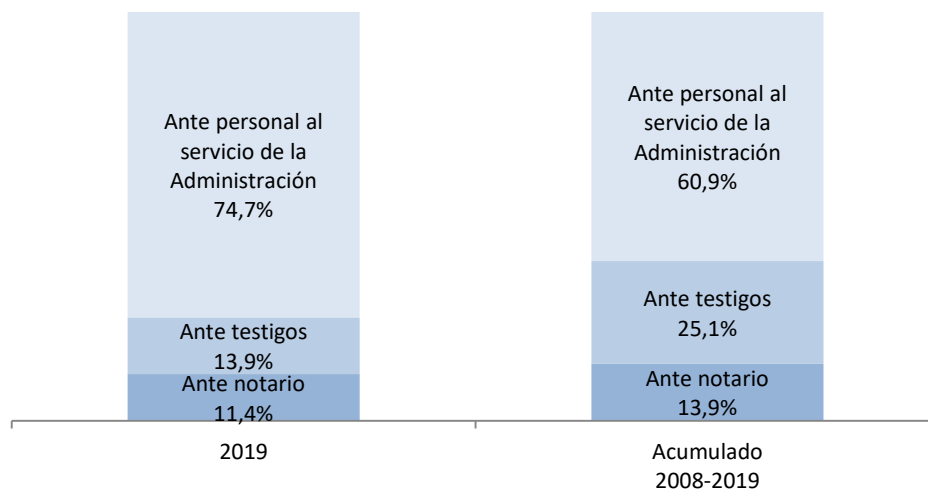 Ante personal al
servicio de la
Administración
74,7%
Ante testigos
13,9%
Ante notario
11,4%
2019
Ante personal al
servicio de la
Administración
60,9%
Ante testigos
25,1%
Ante notario
13,9%
Acumulado
2008-2019